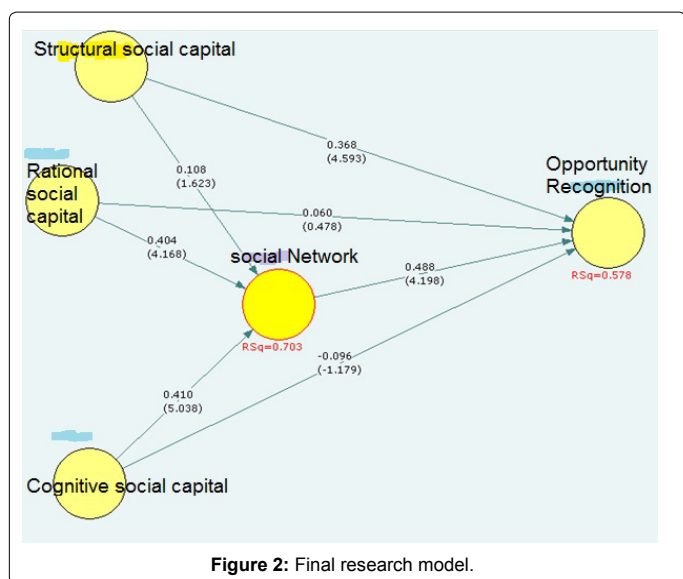 Structural social capital
0.368
(4.593)
Opportunity
Recognition
0.108
(1.623)
Rational
social
capital
0.060
(0.478)
0.404
(4.168)
social Network
0.488
(4.198)
RSq=0.578
RSq=0.703
-0.096
(-1.179)
0.410
(5.038)
Cognitive social capital
Figure 2: Final research model.